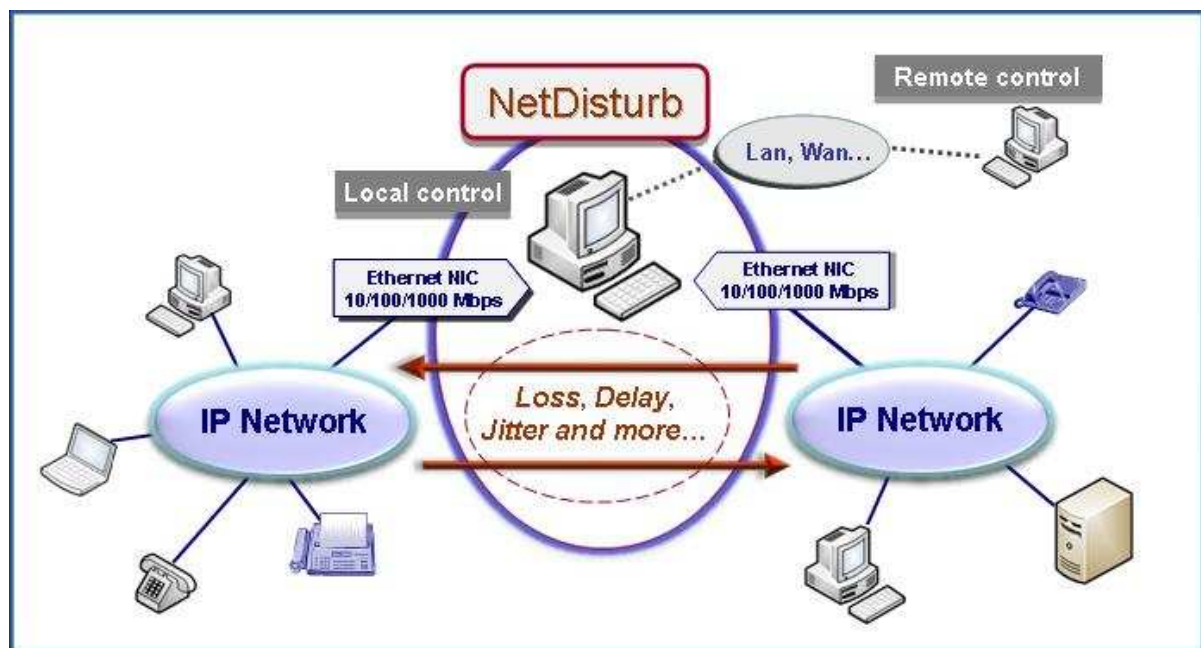 NetDisturb
Remote control
Lan, Wan...
Local control
Ethernet NIC
10/100/1000 Mbps
Ethernet NIC
10/100/1000 Mbps
IP Network
Loss, Delay,
Jitter and more...
IP Network